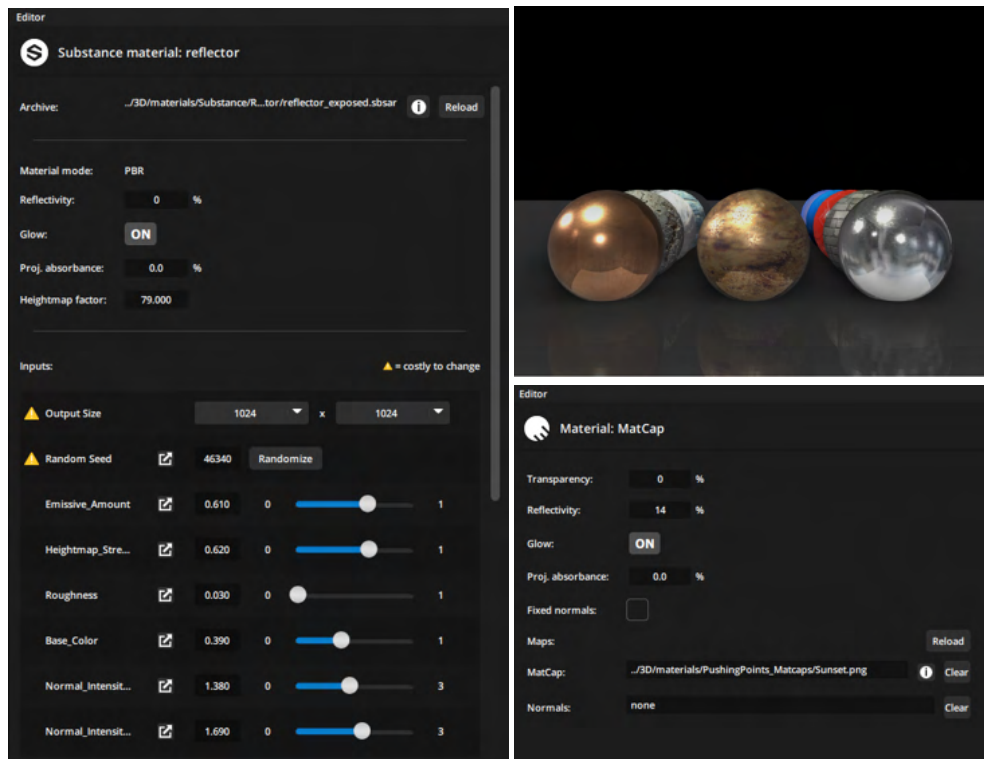 Editor
Substance material: reflector
Archive: ../3D/materials/Substance/R...tor/reflector_exposed.sbsar Reload
Material mode: PBR
Reflectivity: 0 %
Glow: ON
Proj. absorbance: 0.0 %
Heightmap factor: 79.000
Inputs: = costly to change
Output Size 1024 x 1024
Random Seed 46340 Randomize
Emissive_Amount 0.610 0 1
Heightmap_Stre... 0.620 0 1
Roughness 0.030 0 1
Base_Color 0.390 0 1
Normal_Intensit... 1.380 0 3
Normal_Intensit... 1.690 0 3
Editor
Material: MatCap
Transparency: 0 %
Reflectivity: 14 %
Glow: ON
Proj. absorbance: 0.0 %
Fixed normals:
Maps: Reload
MatCap: ../3D/materials/PushingPoints_Matcaps/Sunset.png Clear
Normals: none Clear